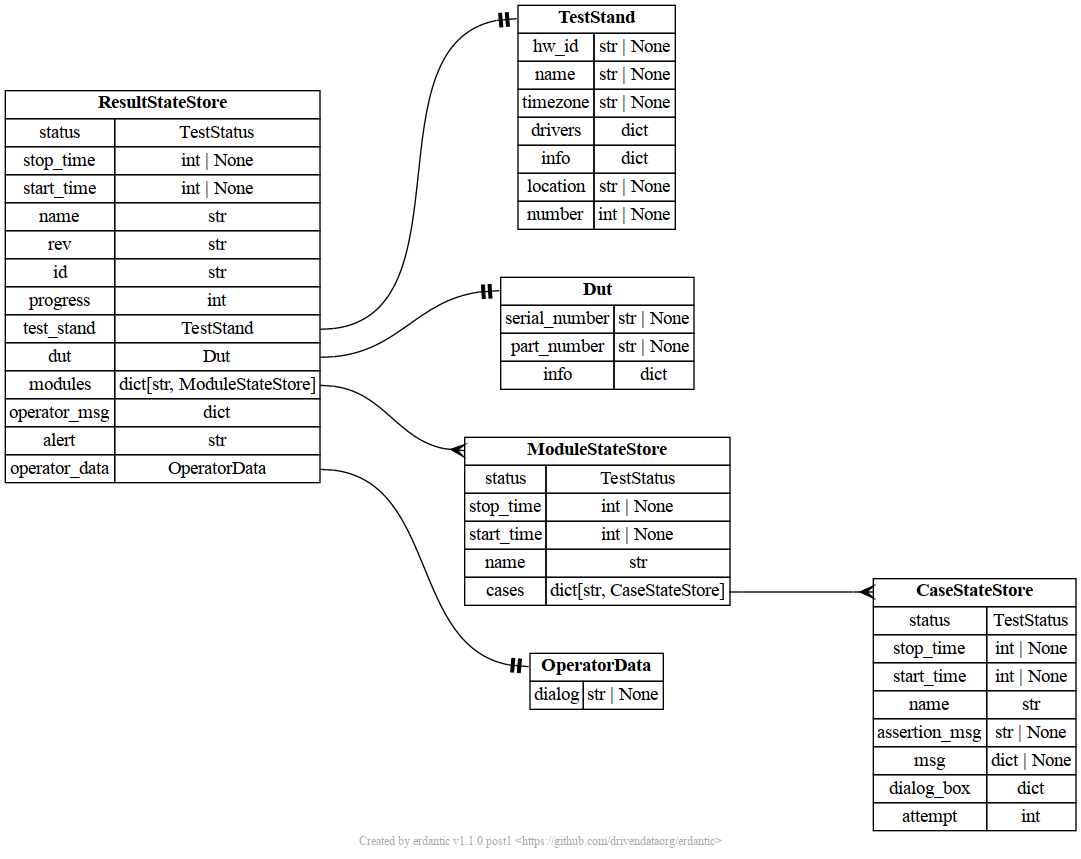 TestStand
hw_id str | None
name str | None
timezone str | None
drivers dict
info dict
location str | None
number int | None
ResultStateStore
status TestStatus
stop_time int | None
start_time int | None
name str
rev str
id str
progress int
test_stand TestStand
dut Dut
modules dict[str, ModuleStateStore]
operator_msg dict
alert str
operator_data OperatorData
Dut
serial_number str | None
part_number str | None
info dict
ModuleStateStore
status TestStatus
stop_time int | None
start_time int | None
name str
cases dict[str, CaseStateStore]
OperatorData
dialog str | None
CaseStateStore
status TestStatus
stop_time int | None
start_time int | None
name str
assertion_msg str | None
msg dict | None
dialog_box dict
attempt int
Created by erdantic v1.1.0.post1 <https://github.com/drivendataorg/erdantic>